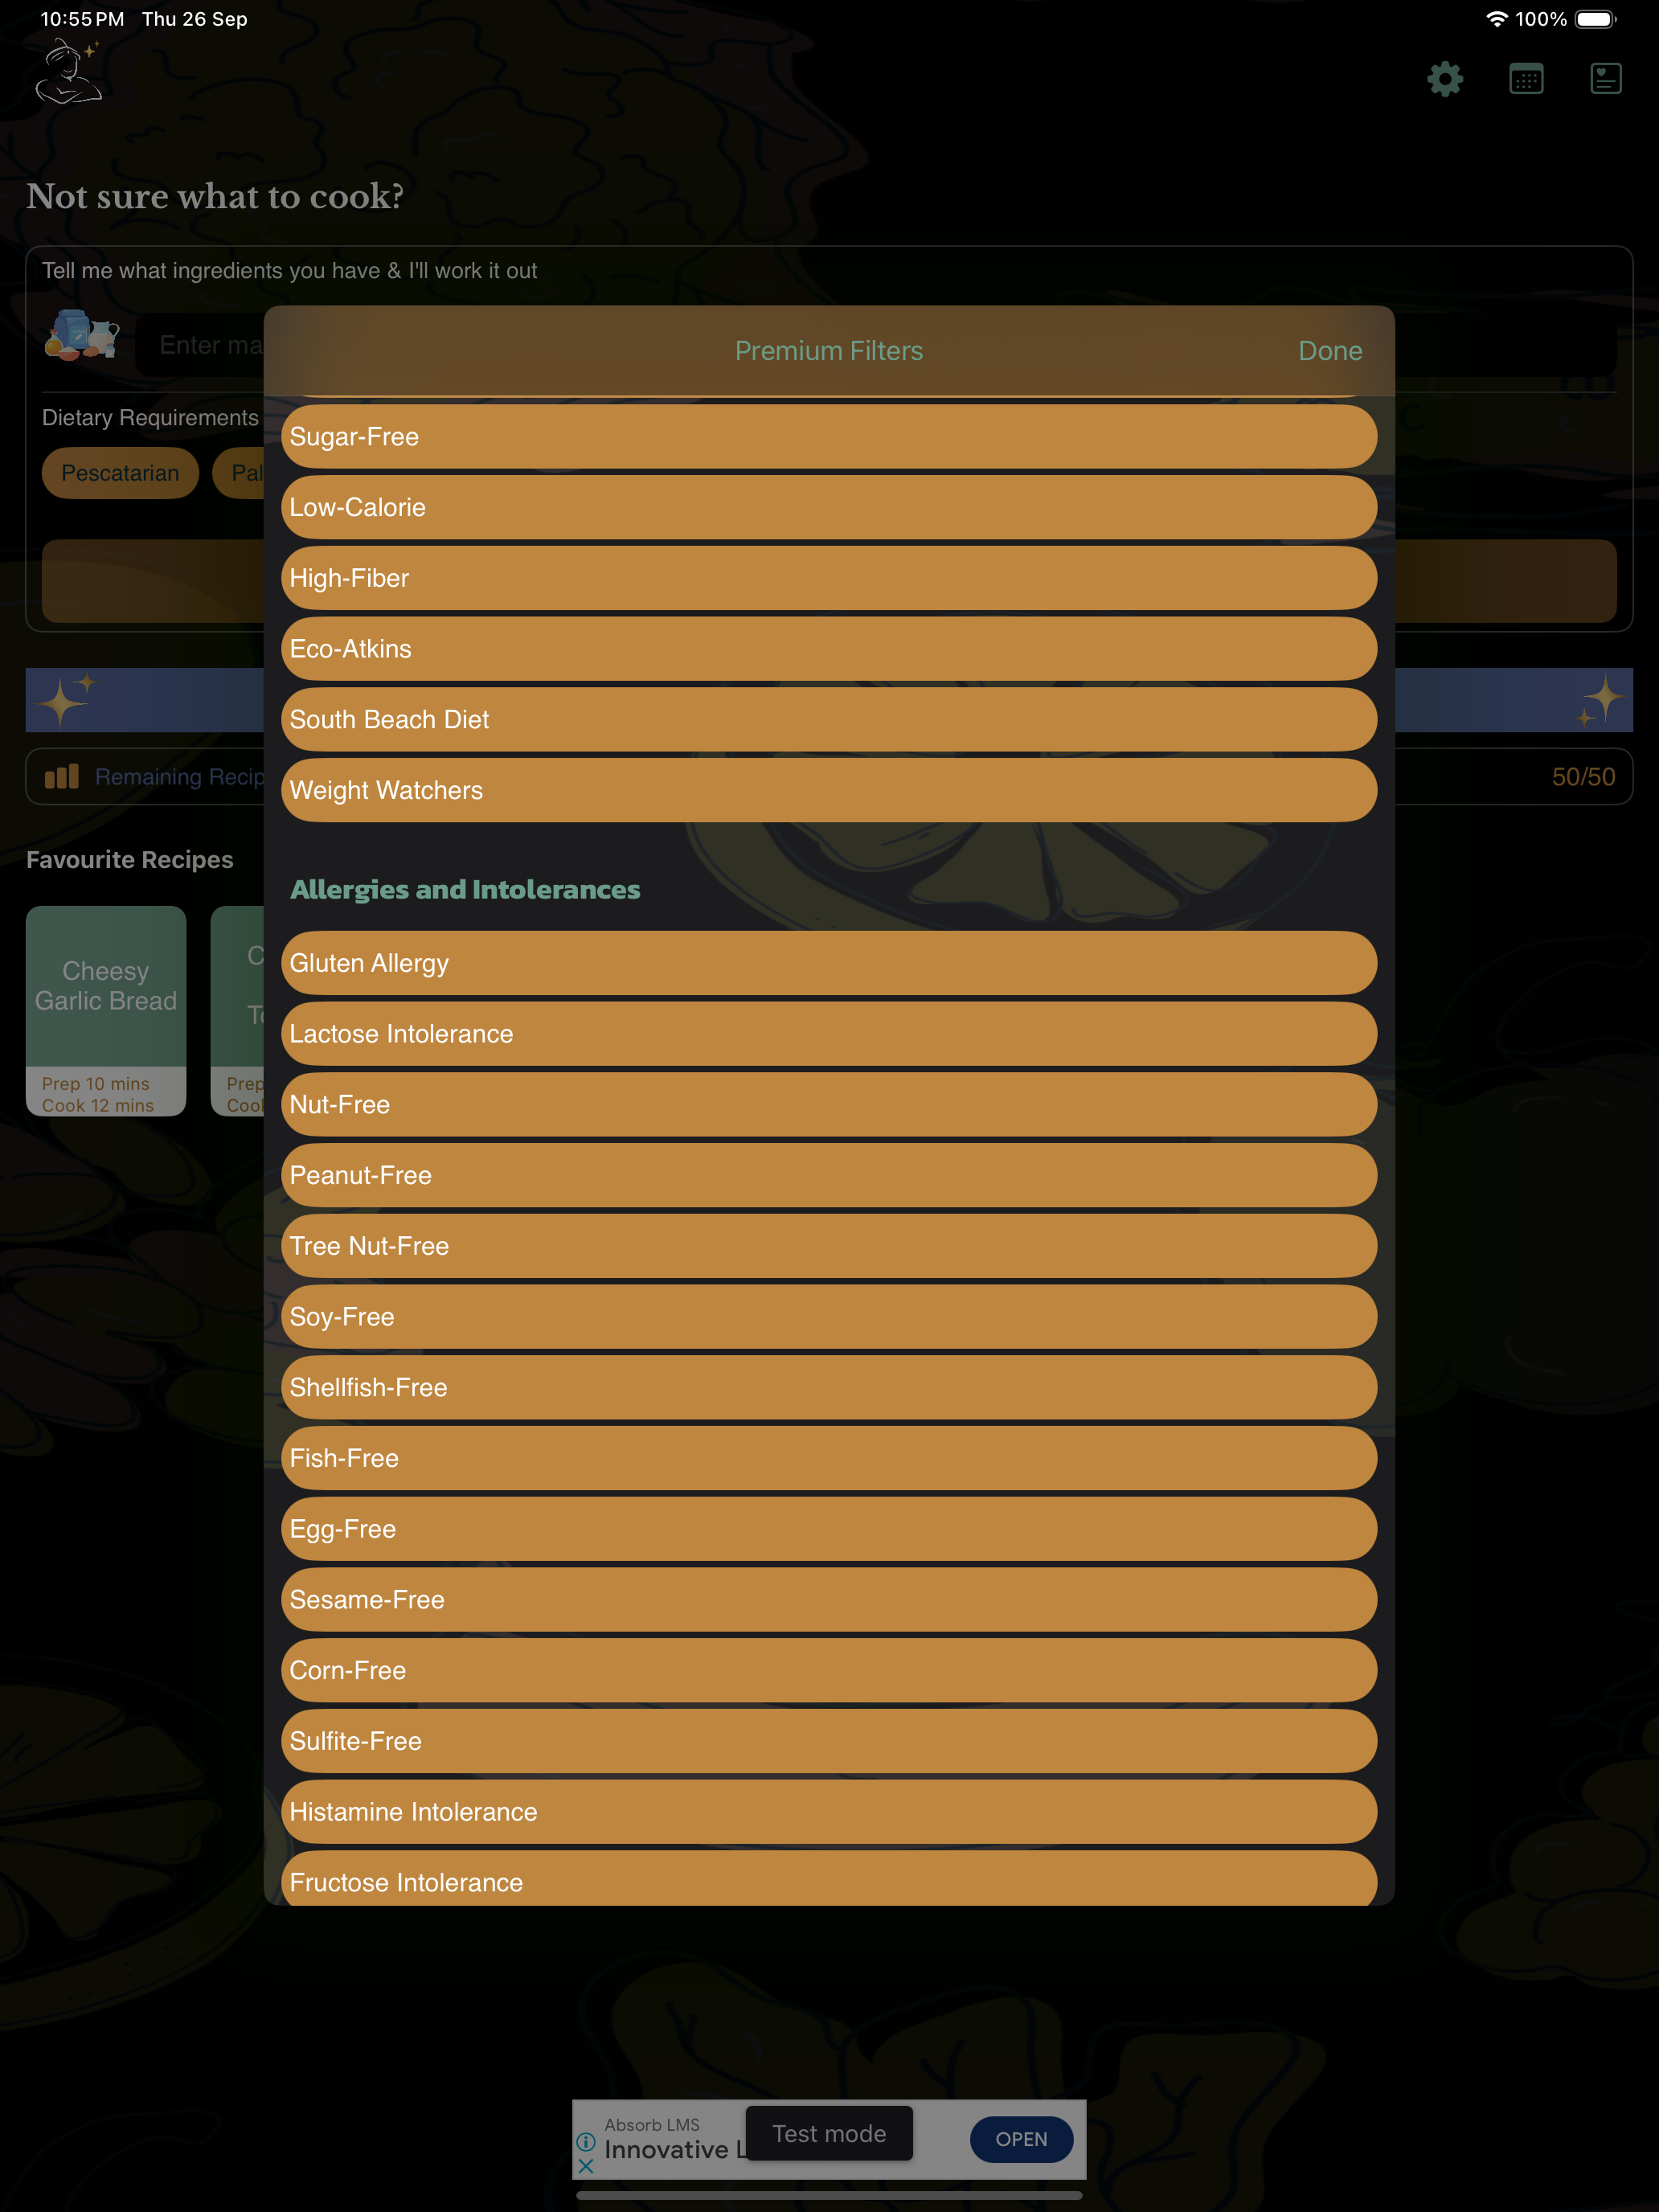 10:55 PM Thu 26 Sep
100%
Not sure what to cook?
Tell me what ingredients you have & I'll work it out
Enter ma
Premium Filters
Done
Dietary Requirements
Pescatarian
Pal
Sugar-Free
Low-Calorie
High-Fiber
Eco-Atkins
South Beach Diet
Weight Watchers
Remaining Recip
50/50
Favourite Recipes
Allergies and Intolerances
Cheesy
Garlic Bread
Prep 10 mins
Cook 12 mins
C
To
Prep
Cook
Gluten Allergy
Lactose Intolerance
Nut-Free
Peanut-Free
Tree Nut-Free
Soy-Free
Shellfish-Free
Fish-Free
Egg-Free
Sesame-Free
Corn-Free
Sulfite-Free
Histamine Intolerance
Fructose Intolerance
Absorb LMS
Innovative L
Test mode
OPEN